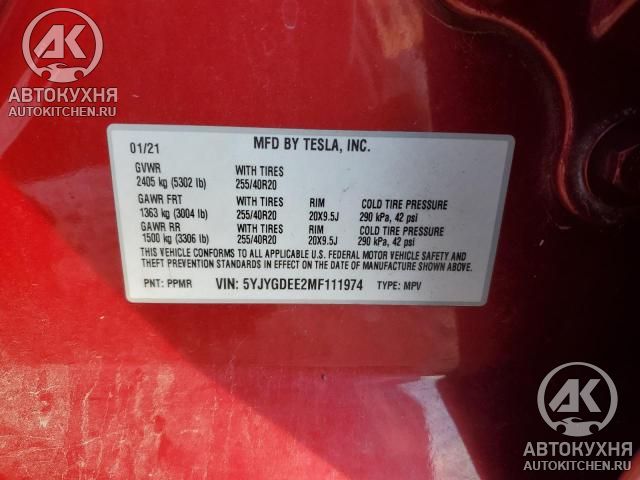 AK
АВТОКУХНЯ
AUTOKITCHEN.RU
01/21 MFD BY TESLA, INC.
GVWR WITH TIRES
2405 kg (5302 lb) 255/40R20
GAWR FRT WITH TIRES RIM COLD TIRE PRESSURE
1363 kg (3004 lb) 255/40R20 20X9.5J 290 kPa, 42 psi
GAWR RR WITH TIRES RIM COLD TIRE PRESSURE
1500 kg (3306 lb) 255/40R20 20X9.5J 290 kPa, 42 psi
THIS VEHICLE CONFORMS TO ALL APPLICABLE U.S. FEDERAL MOTOR VEHICLE SAFETY AND
THEFT PREVENTION STANDARDS IN EFFECT ON THE DATE OF MANUFACTURE SHOWN ABOVE.
PNT: PPMR VIN: 5YJYGDEE2MF111974 TYPE: MPV
AK
АВТОКУХНЯ
AUTOKITCHEN.RU